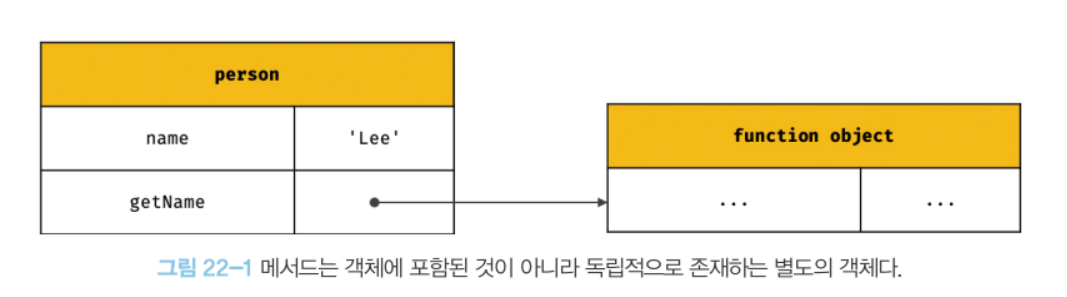 person
name 'Lee'
function object
getName
... ...
그림 22-1 메서드는 객체에 포함된 것이 아니라 독립적으로 존재하는 별도의 객체다.